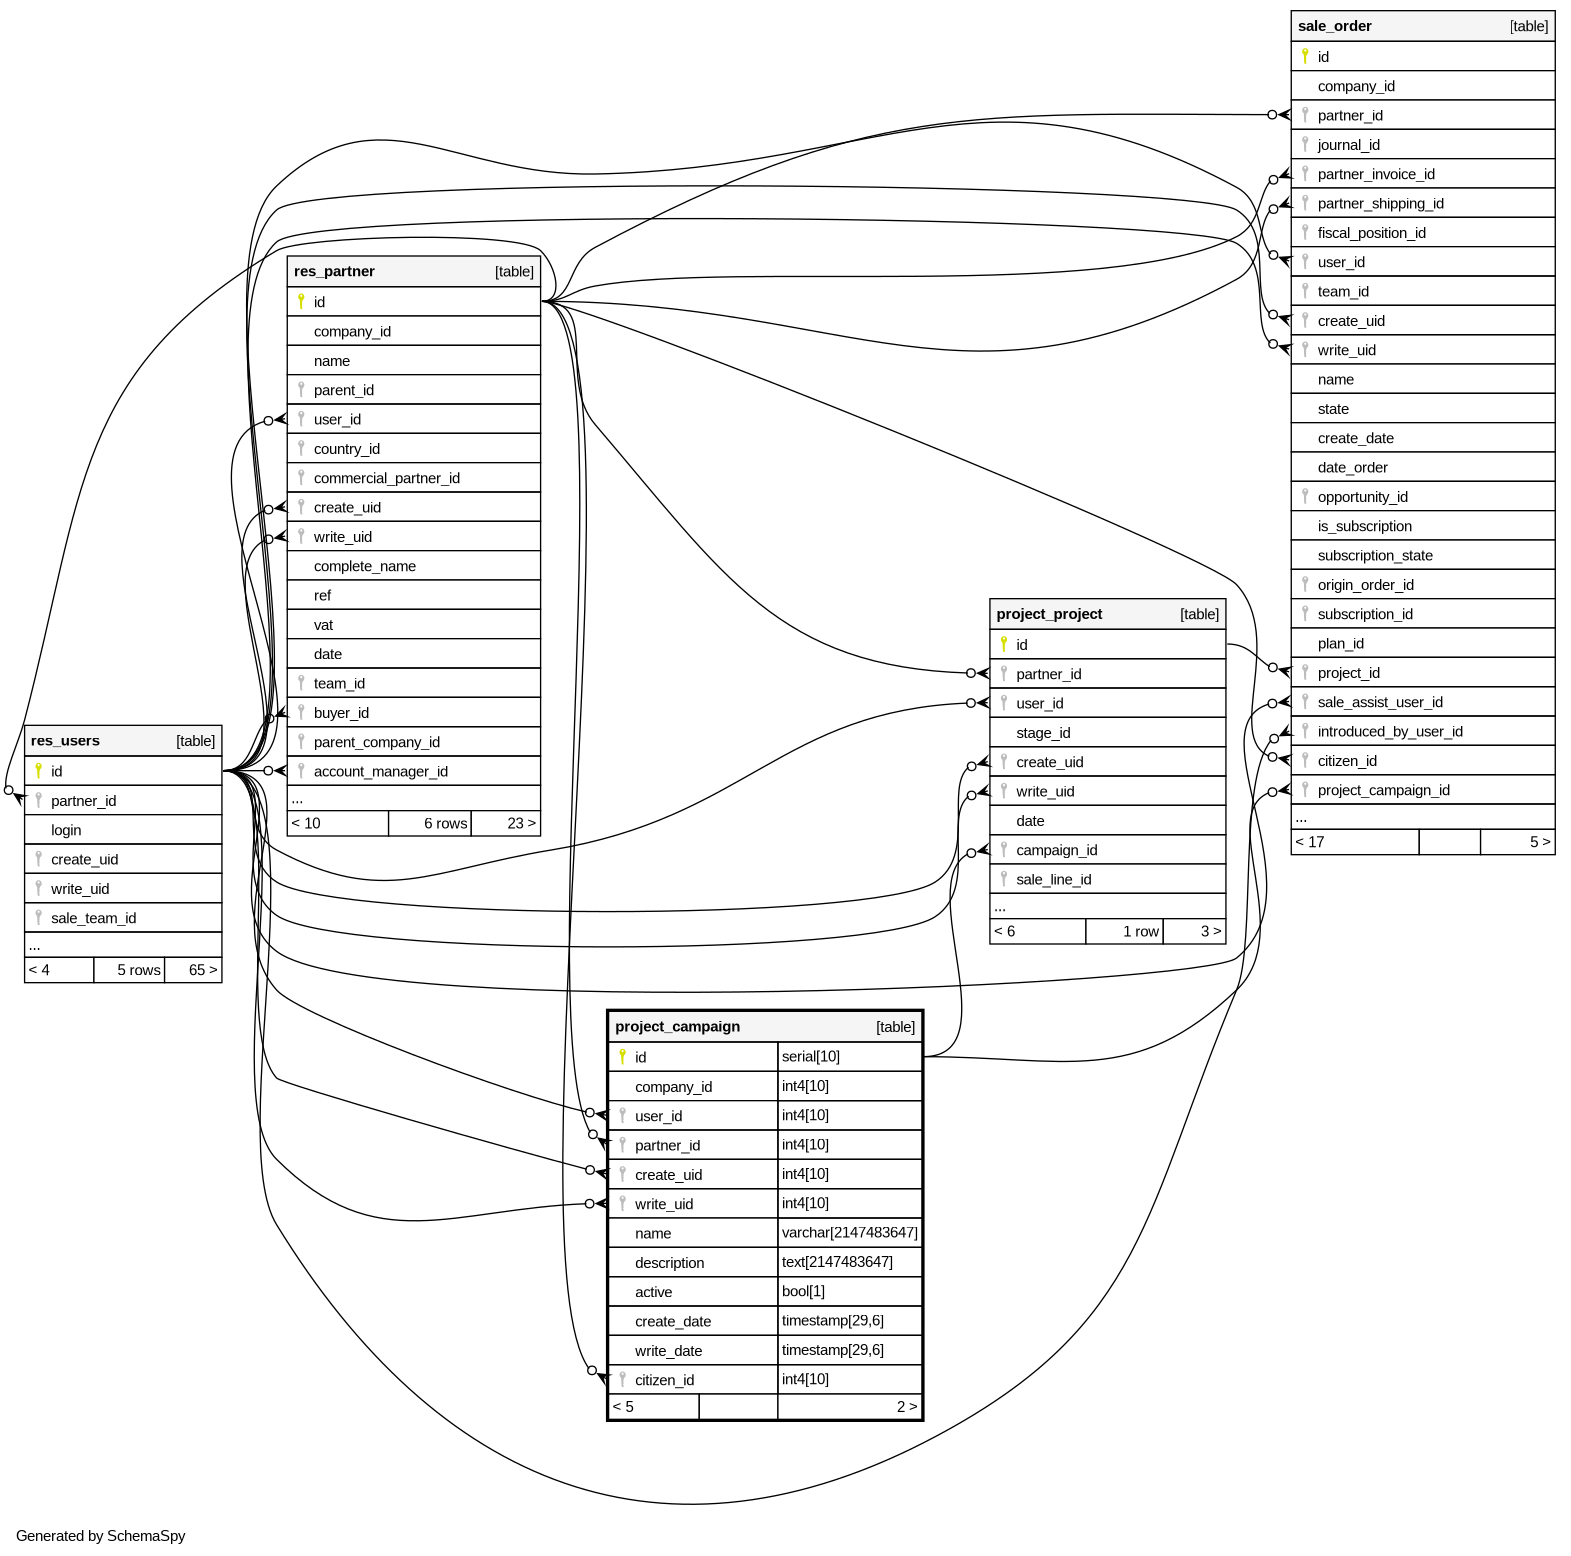 sale_order [table]
id
company_id
partner_id
journal_id
partner_invoice_id
partner_shipping_id
fiscal_position_id
user_id
team_id
create_uid
write_uid
name
state
create_date
date_order
opportunity_id
is_subscription
subscription_state
origin_order_id
subscription_id
plan_id
project_id
sale_assist_user_id
introduced_by_user_id
citizen_id
project_campaign_id
...
< 17 5 >
res_partner [table]
id
company_id
name
parent_id
user_id
country_id
commercial_partner_id
create_uid
write_uid
complete_name
ref
vat
date
team_id
buyer_id
parent_company_id
account_manager_id
...
< 10 6 rows 23 >
project_project [table]
id
partner_id
user_id
stage_id
create_uid
write_uid
date
campaign_id
sale_line_id
...
< 6 1 row 3 >
res_users [table]
id
partner_id
login
create_uid
write_uid
sale_team_id
...
< 4 5 rows 65 >
project_campaign [table]
id serial[10]
company_id int4[10]
user_id int4[10]
partner_id int4[10]
create_uid int4[10]
write_uid int4[10]
name varchar[2147483647]
description text[2147483647]
active bool[1]
create_date timestamp[29,6]
write_date timestamp[29,6]
citizen_id int4[10]
< 5 2 >
Generated by SchemaSpy